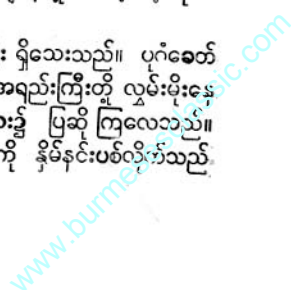 ရှိသေးသည်။ ပုဂံခေတ်
အရည်းကြီးတို့ လွှမ်းမိုးနေ
၌ ပြဆို ကြလေသည်။
ကို နှိမ်နင်းပစ်လိုက်သည်
www.burmeseclassic.com